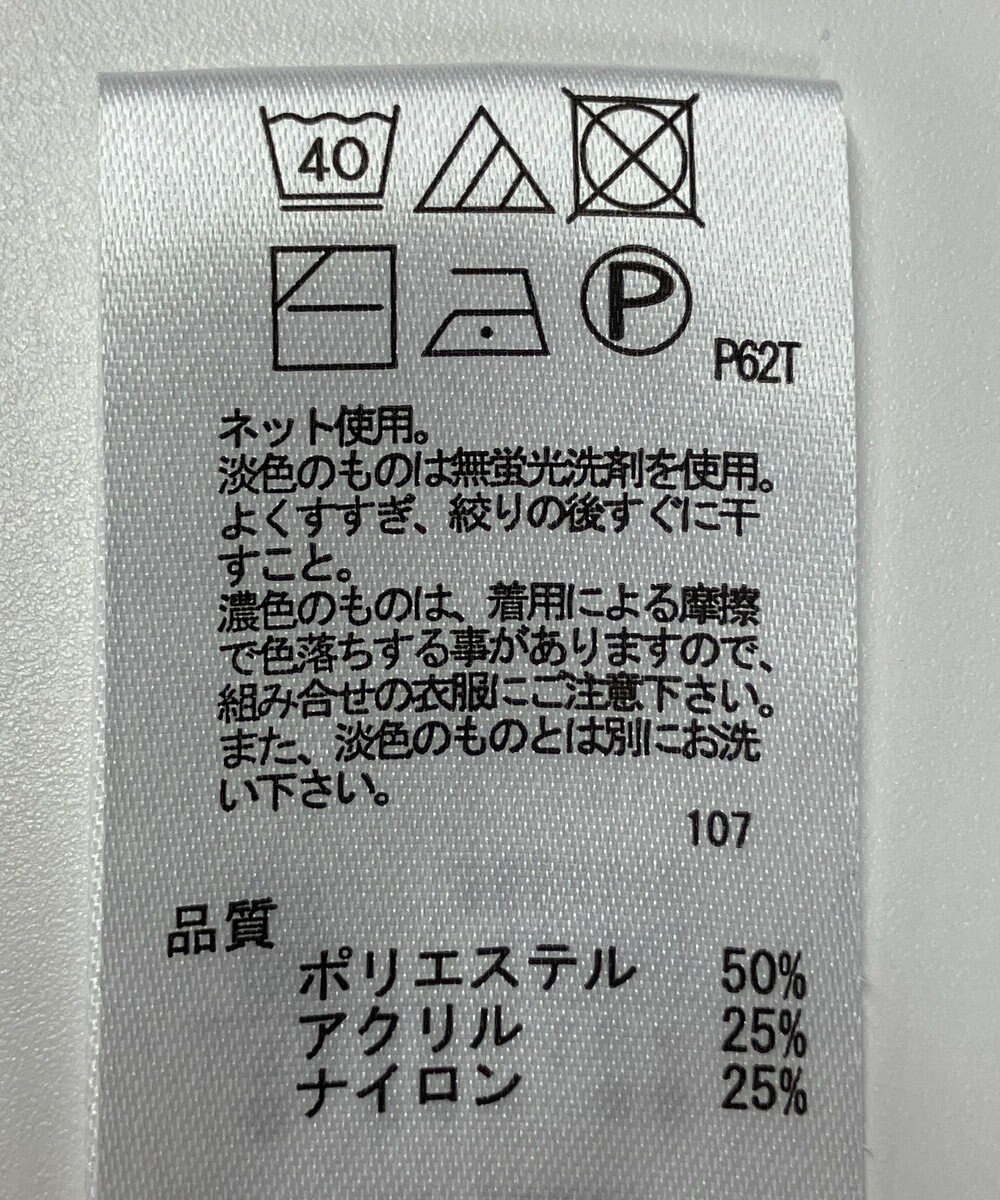 40
P
P62T
ネット使用。
淡色のものは無蛍光洗剤を使用。
よくすすぎ、絞りの後すぐに干
すこと。
濃色のものは、着用による摩擦
で色落ちする事がありますので、
組み合せの衣服にご注意下さい。
また、淡色のものとは別にお洗
い下さい。
107
品質
ポリエステル 50%
アクリル 25%
ナイロン 25%